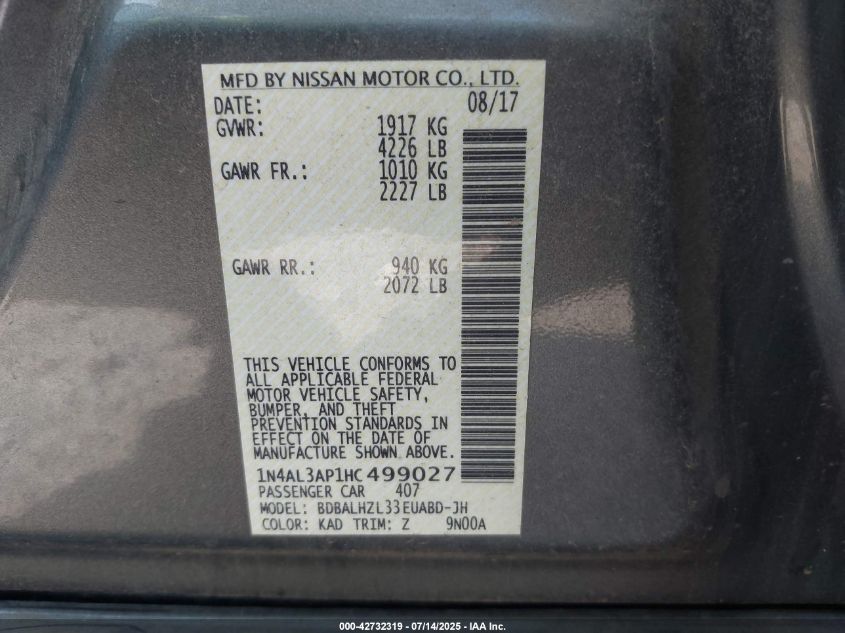 MFD BY NISSAN MOTOR CO., LTD.
DATE: 08/17
GVWR: 1917 KG
4226 LB
GAWR FR.: 1010 KG
2227 LB
GAWR RR.: 940 KG
2072 LB
THIS VEHICLE CONFORMS TO
ALL APPLICABLE FEDERAL
MOTOR VEHICLE SAFETY,
BUMPER, AND THEFT
PREVENTION STANDARDS IN
EFFECT ON THE DATE OF
MANUFACTURE SHOWN ABOVE.
1N4AL3AP1HC499027
PASSENGER CAR 407
MODEL: BDBALHZL33EUABD-JH
COLOR: KAD TRIM: Z 9N00A
000-42732319 - 07/14/2025 - IAA Inc.